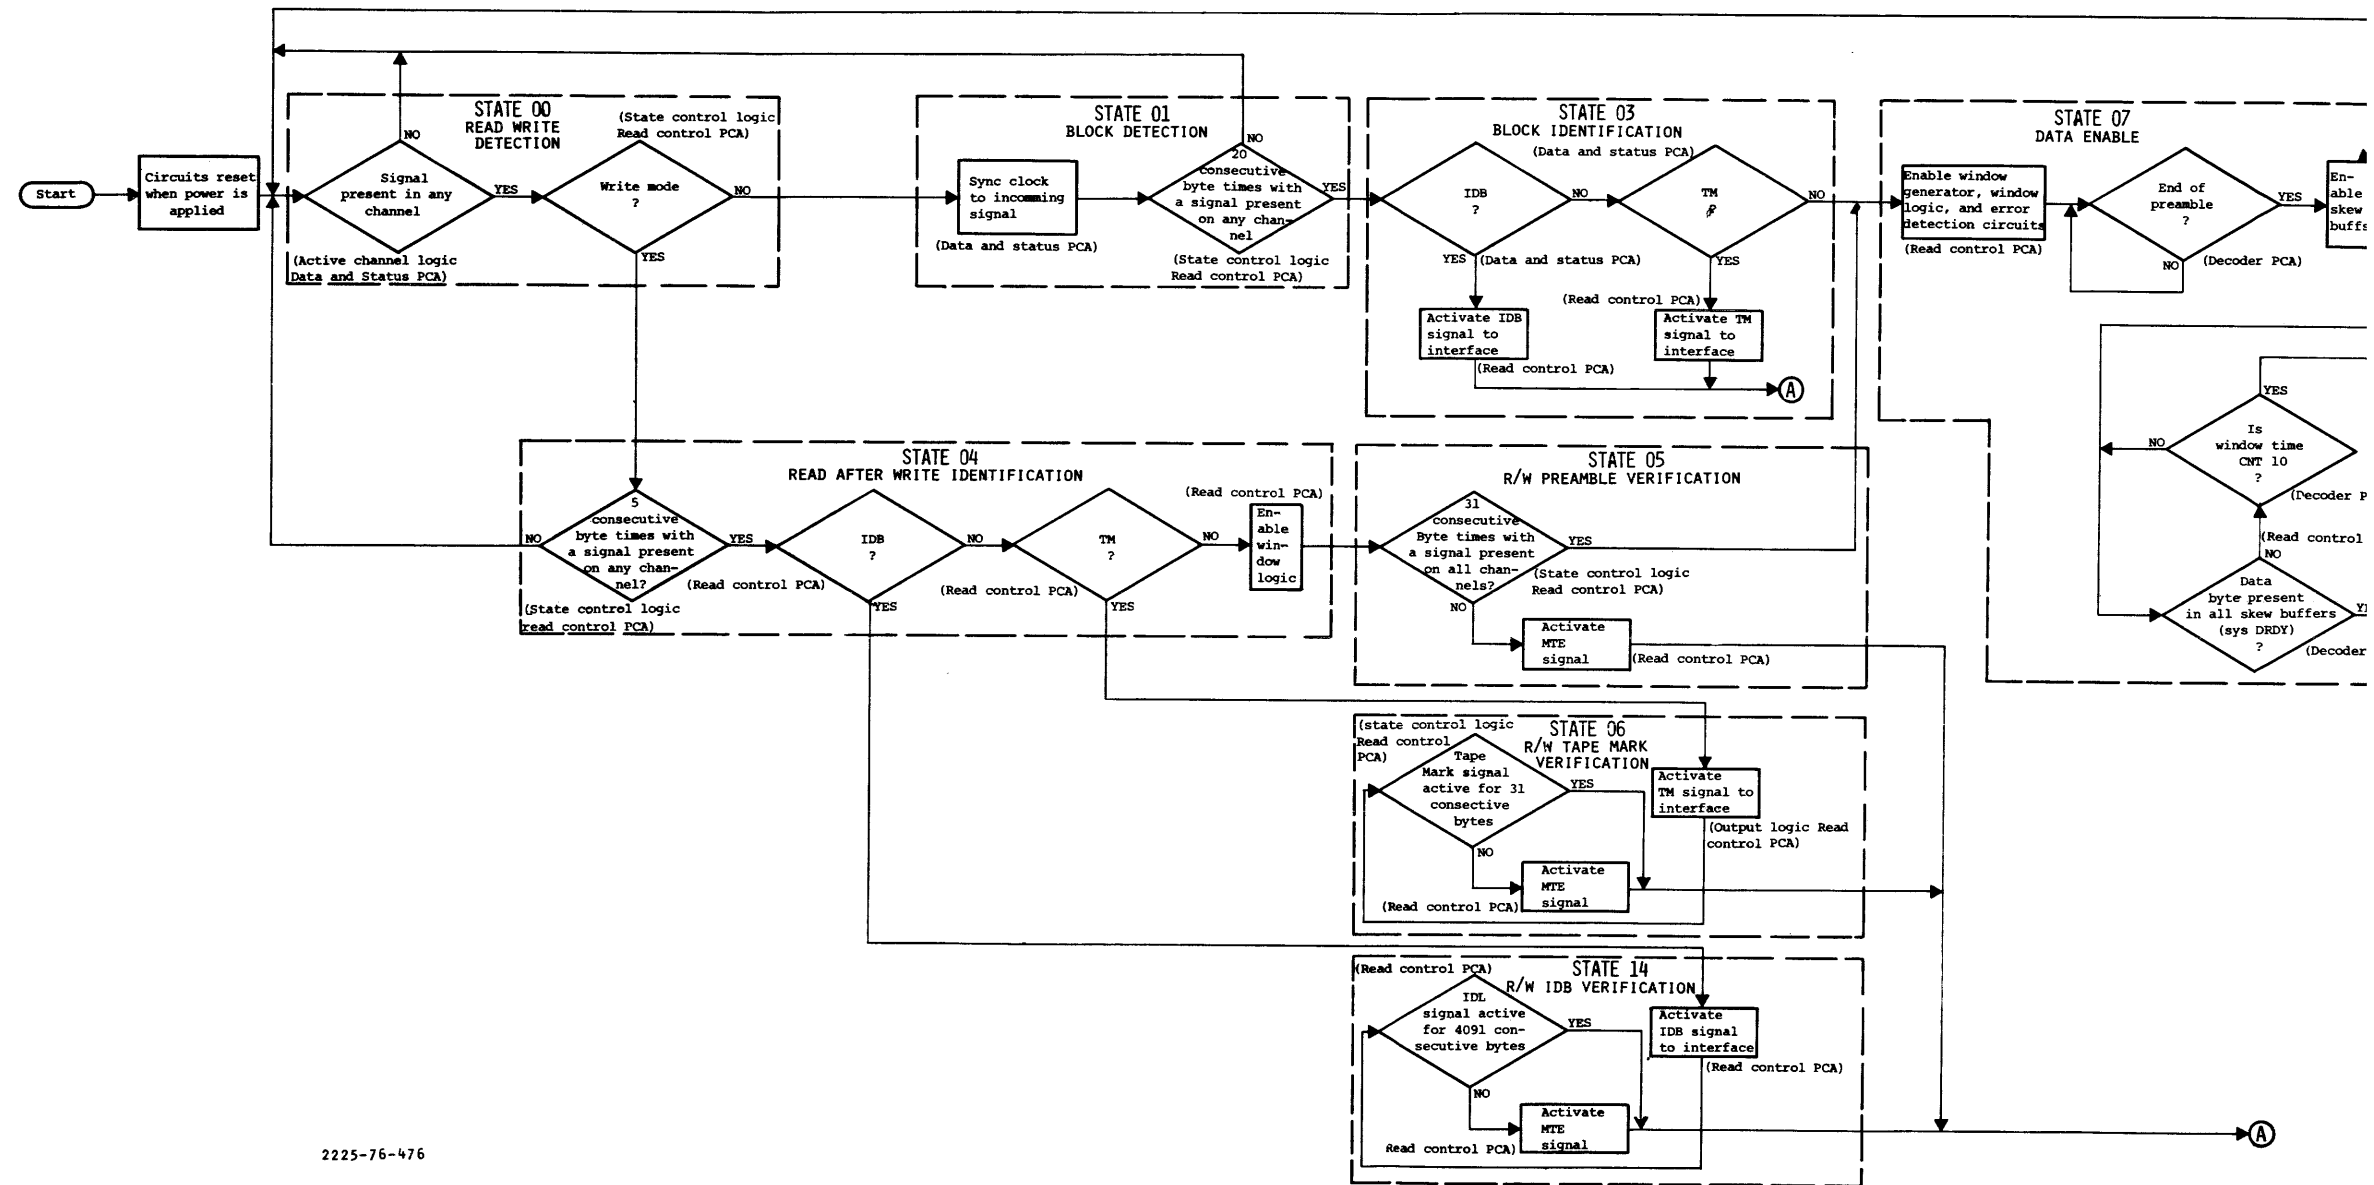 Start
Circuits reset
when power is
applied
STATE 00
READ WRITE
DETECTION
(State control logic
Read control PCA)
NO
Signal
present in any
channel
YES
Write mode
?
NO
YES
(Active channel logic
Data and Status PCA)
STATE 01
BLOCK DETECTION
NO
Sync clock
to incomming
signal
(Data and status PCA)
20
consecutive
byte times with
a signal present
on any chan-
nel
YES
(State control logic
Read control PCA)
STATE 03
BLOCK IDENTIFICATION
(Data and status PCA)
IDB
?
NO
TM
?
NO
YES
(Data and status PCA)
YES
(Read control PCA)
Activate IDB
signal to
interface
(Read control PCA)
Activate TM
signal to
interface
A
STATE 07
DATA ENABLE
Enable window
generator, window
logic, and error
detection circuits
(Read control PCA)
End of
preamble
?
YES
NO
(Decoder PCA)
En-
able
skew
buffs
YES
Is
window time
CNT 10
?
NO
(Decoder P
(Read control
NO
Data
byte present
in all skew buffers
(sys DRDY)
?
(Decoder
STATE 04
READ AFTER WRITE IDENTIFICATION
NO
5
consecutive
byte times with
a signal present
on any chan-
nel?
YES
(Read control PCA)
(State control logic
read control PCA)
IDB
?
NO
YES
(Read control PCA)
TM
?
NO
YES
(Read control PCA)
En-
able
win-
dow
logic
STATE 05
R/W PREAMBLE VERIFICATION
31
consecutive
Byte times with
a signal present
on all chan-
nels?
YES
(State control logic
Read control PCA)
NO
Activate
MTE
signal
(Read control PCA)
(state control logic
Read control
PCA)
STATE 06
R/W TAPE MARK
VERIFICATION
Tape
Mark signal
active for 31
consective
bytes
YES
NO
Activate
TM signal to
interface
(Output logic Read
control PCA)
Activate
MTE
signal
(Read control PCA)
(Read control PCA)
STATE 14
R/W IDB VERIFICATION
IDL
signal active
for 4091 con-
secutive bytes
YES
NO
Activate
IDB signal
to interface
(Read control PCA)
Activate
MTE
signal
Read control PCA)
A
2225-76-476